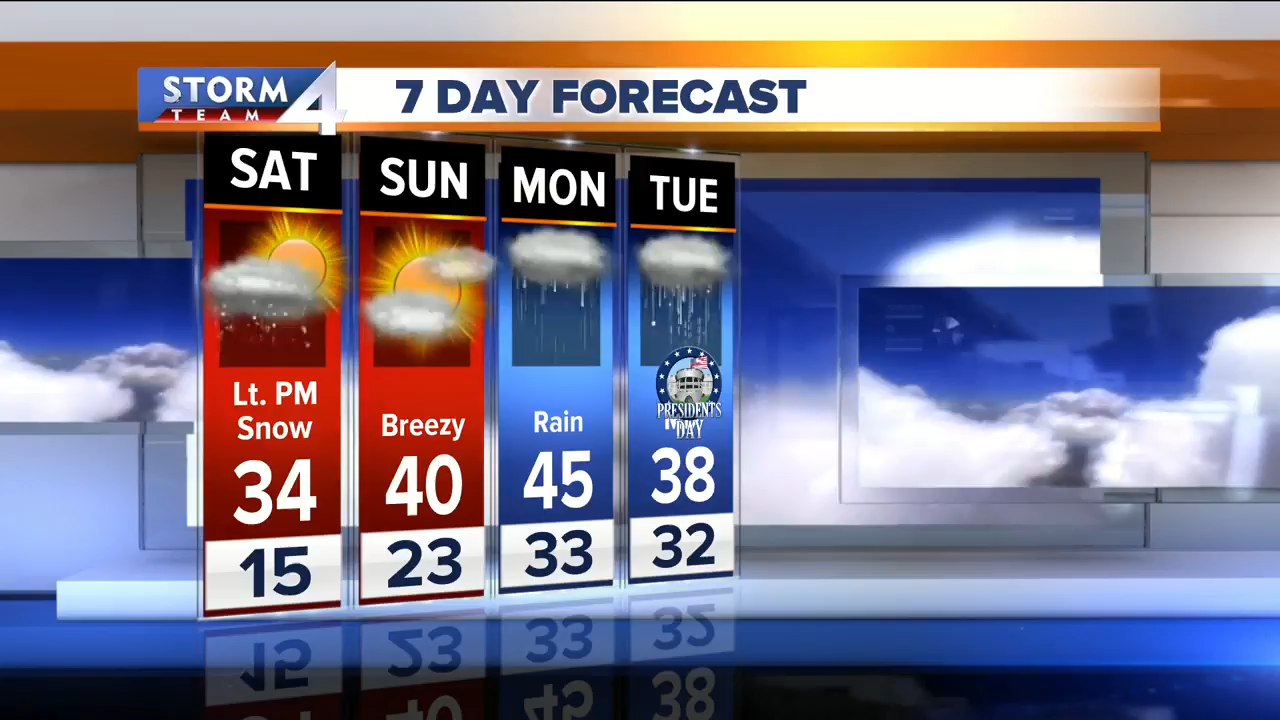 STORM
TEAM 4
7 DAY FORECAST
SAT
SUN
MON
TUE
Lt. PM
Snow
Breezy
Rain
PRESIDENTS
DAY
34
40
45
38
15
23
33
32